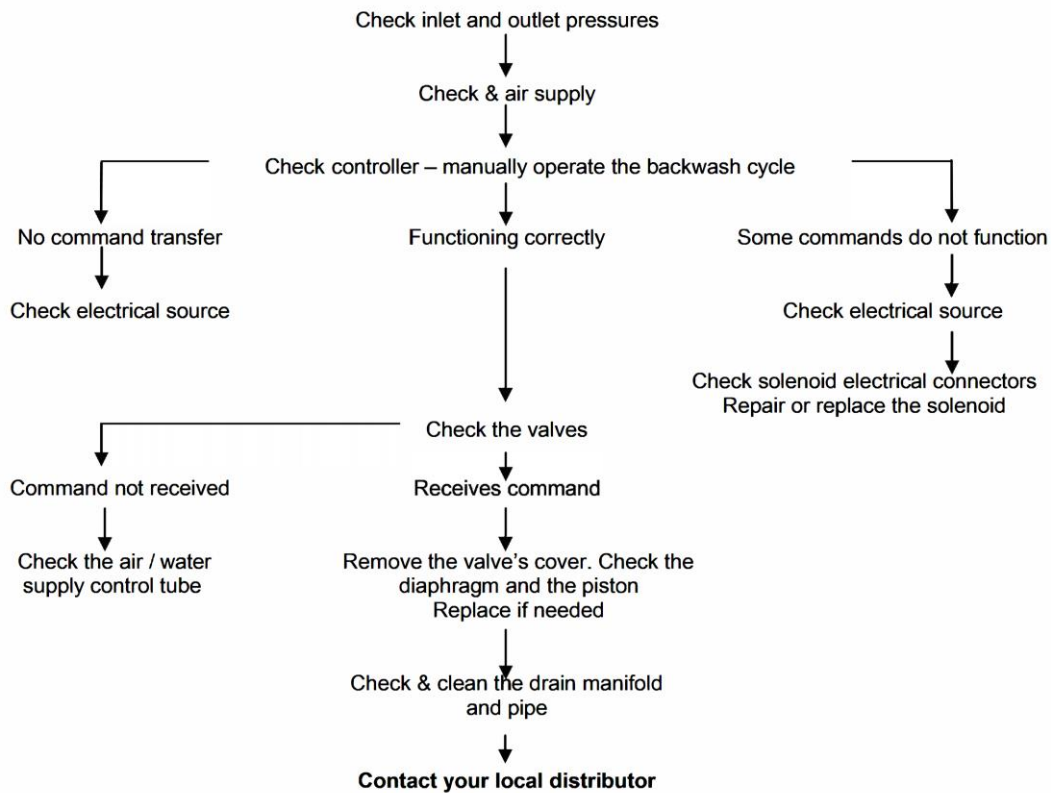 Check inlet and outlet pressures
Check & air supply
Check controller – manually operate the backwash cycle
No command transfer
Functioning correctly
Some commands do not function
Check electrical source
Check electrical source
Check solenoid electrical connectors
Repair or replace the solenoid
Check the valves
Command not received
Receives command
Check the air / water
supply control tube
Remove the valve's cover. Check the
diaphragm and the piston
Replace if needed
Check & clean the drain manifold
and pipe
Contact your local distributor